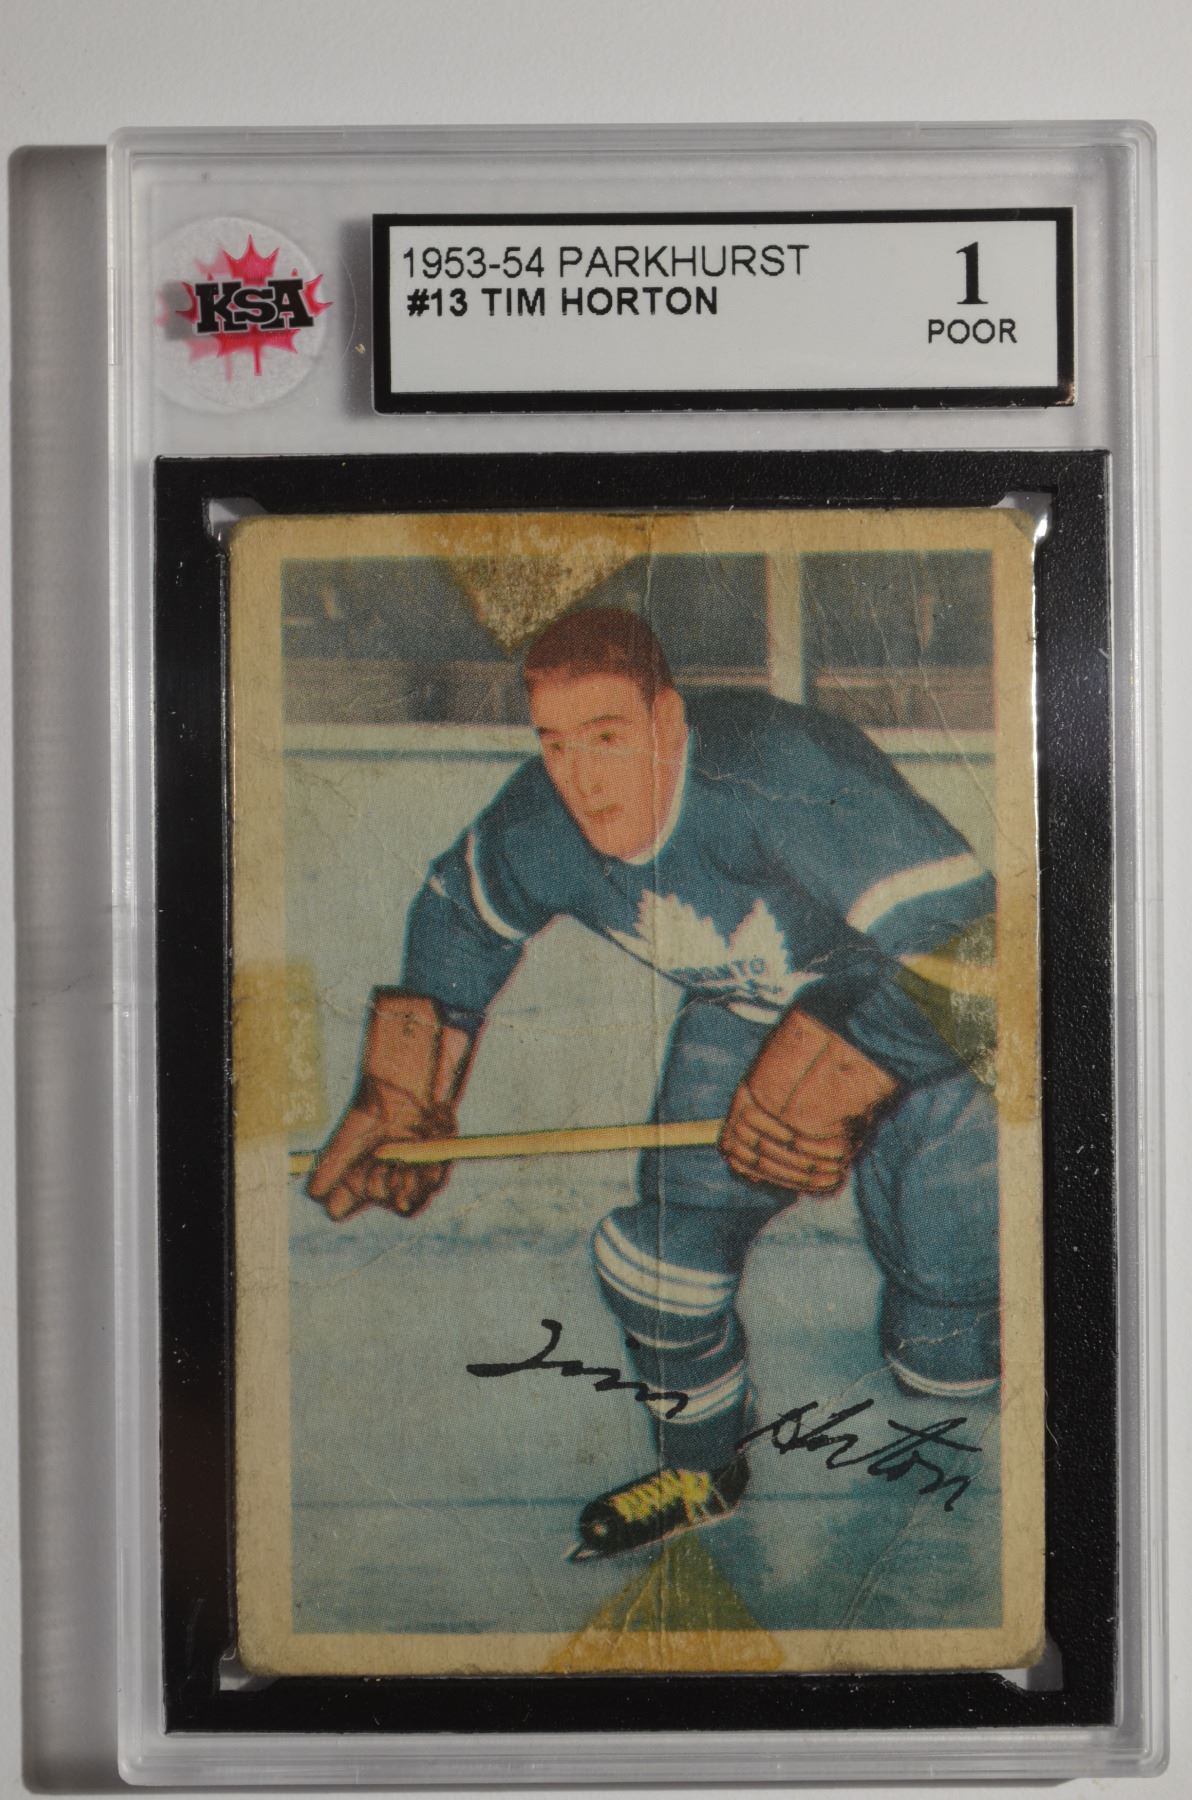 KSA
1953-54 PARKHURST
#13 TIM HORTON
1
POOR
TORONTO
Tim Horton